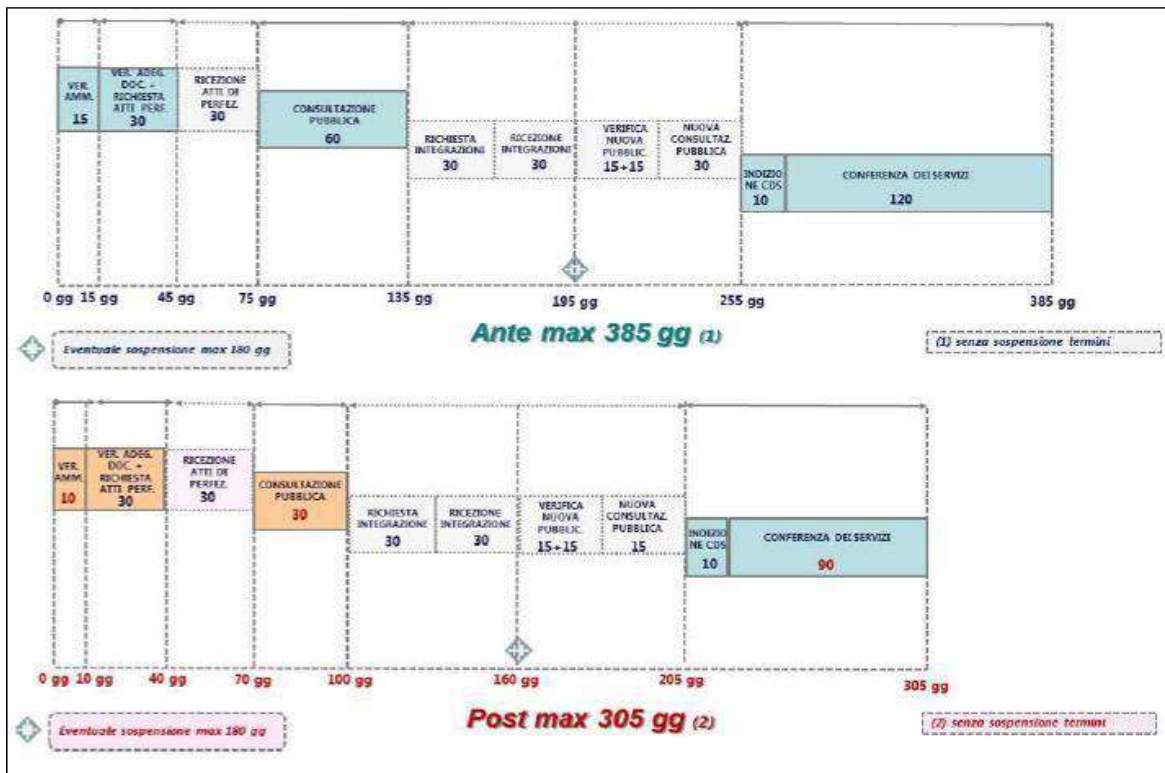 VER.
AMM.
15
VER. ADEG.
DOC. +
RICHIESTA
ATTI PERF.
30
RICEZIONE
ATTI DI
PERFEZ.
30
CONSULTAZIONE
PUBBLICA
60
RICHIESTA
INTEGRAZIONI
30
RICEZIONE
INTEGRAZIONI
30
VERIFICA
NUOVA
PUBBLIC.
15+15
NUOVA
CONSULTAZ.
PUBBLICA
30
INDIZIO
NE CDS
10
CONFERENZA DEI SERVIZI
120
0 gg 15 gg 45 gg 75 gg 135 gg 195 gg 255 gg 385 gg
Ante max 385 gg (1)
Eventuale sospensione max 180 gg
(1) senza sospensione termini
VER.
AMM.
10
VER. ADEG.
DOC. +
RICHIESTA
ATTI PERF.
30
RICEZIONE
ATTI DI
PERFEZ.
30
CONSULTAZIONE
PUBBLICA
30
RICHIESTA
INTEGRAZIONE
30
RICEZIONE
INTEGRAZIONE
30
VERIFICA
NUOVA
PUBBLIC.
15+15
NUOVA
CONSULTAZ.
PUBBLICA
15
INDIZIO
NE CDS
10
CONFERENZA DEI SERVIZI
90
0 gg 10 gg 40 gg 70 gg 100 gg 160 gg 205 gg 305 gg
Post max 305 gg (2)
Eventuale sospensione max 180 gg
(2) senza sospensione termini